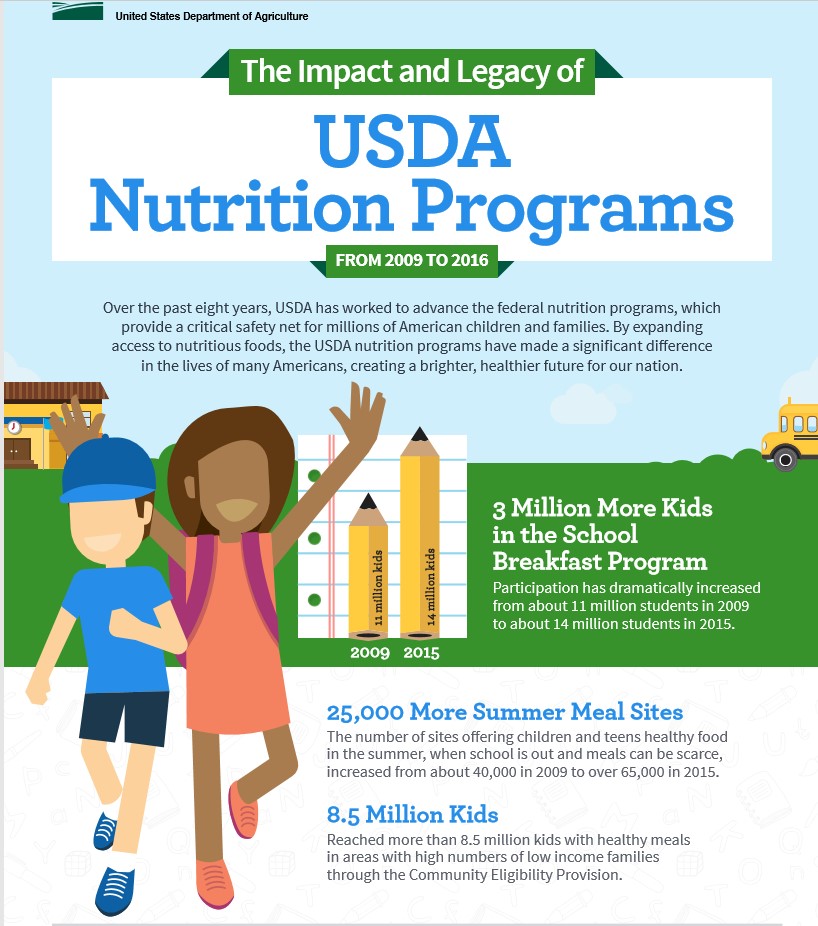 United States Department of Agriculture
The Impact and Legacy of
USDA
Nutrition Programs
FROM 2009 TO 2016
Over the past eight years, USDA has worked to advance the federal nutrition programs, which
provide a critical safety net for millions of American children and families. By expanding
access to nutritious foods, the USDA nutrition programs have made a significant difference
in the lives of many Americans, creating a brighter, healthier future for our nation.
11 million kids
14 million kids
2009 2015
3 Million More Kids
in the School
Breakfast Program
Participation has dramatically increased
from about 11 million students in 2009
to about 14 million students in 2015.
25,000 More Summer Meal Sites
The number of sites offering children and teens healthy food
in the summer, when school is out and meals can be scarce,
increased from about 40,000 in 2009 to over 65,000 in 2015.
8.5 Million Kids
Reached more than 8.5 million kids with healthy meals
in areas with high numbers of low income families
through the Community Eligibility Provision.